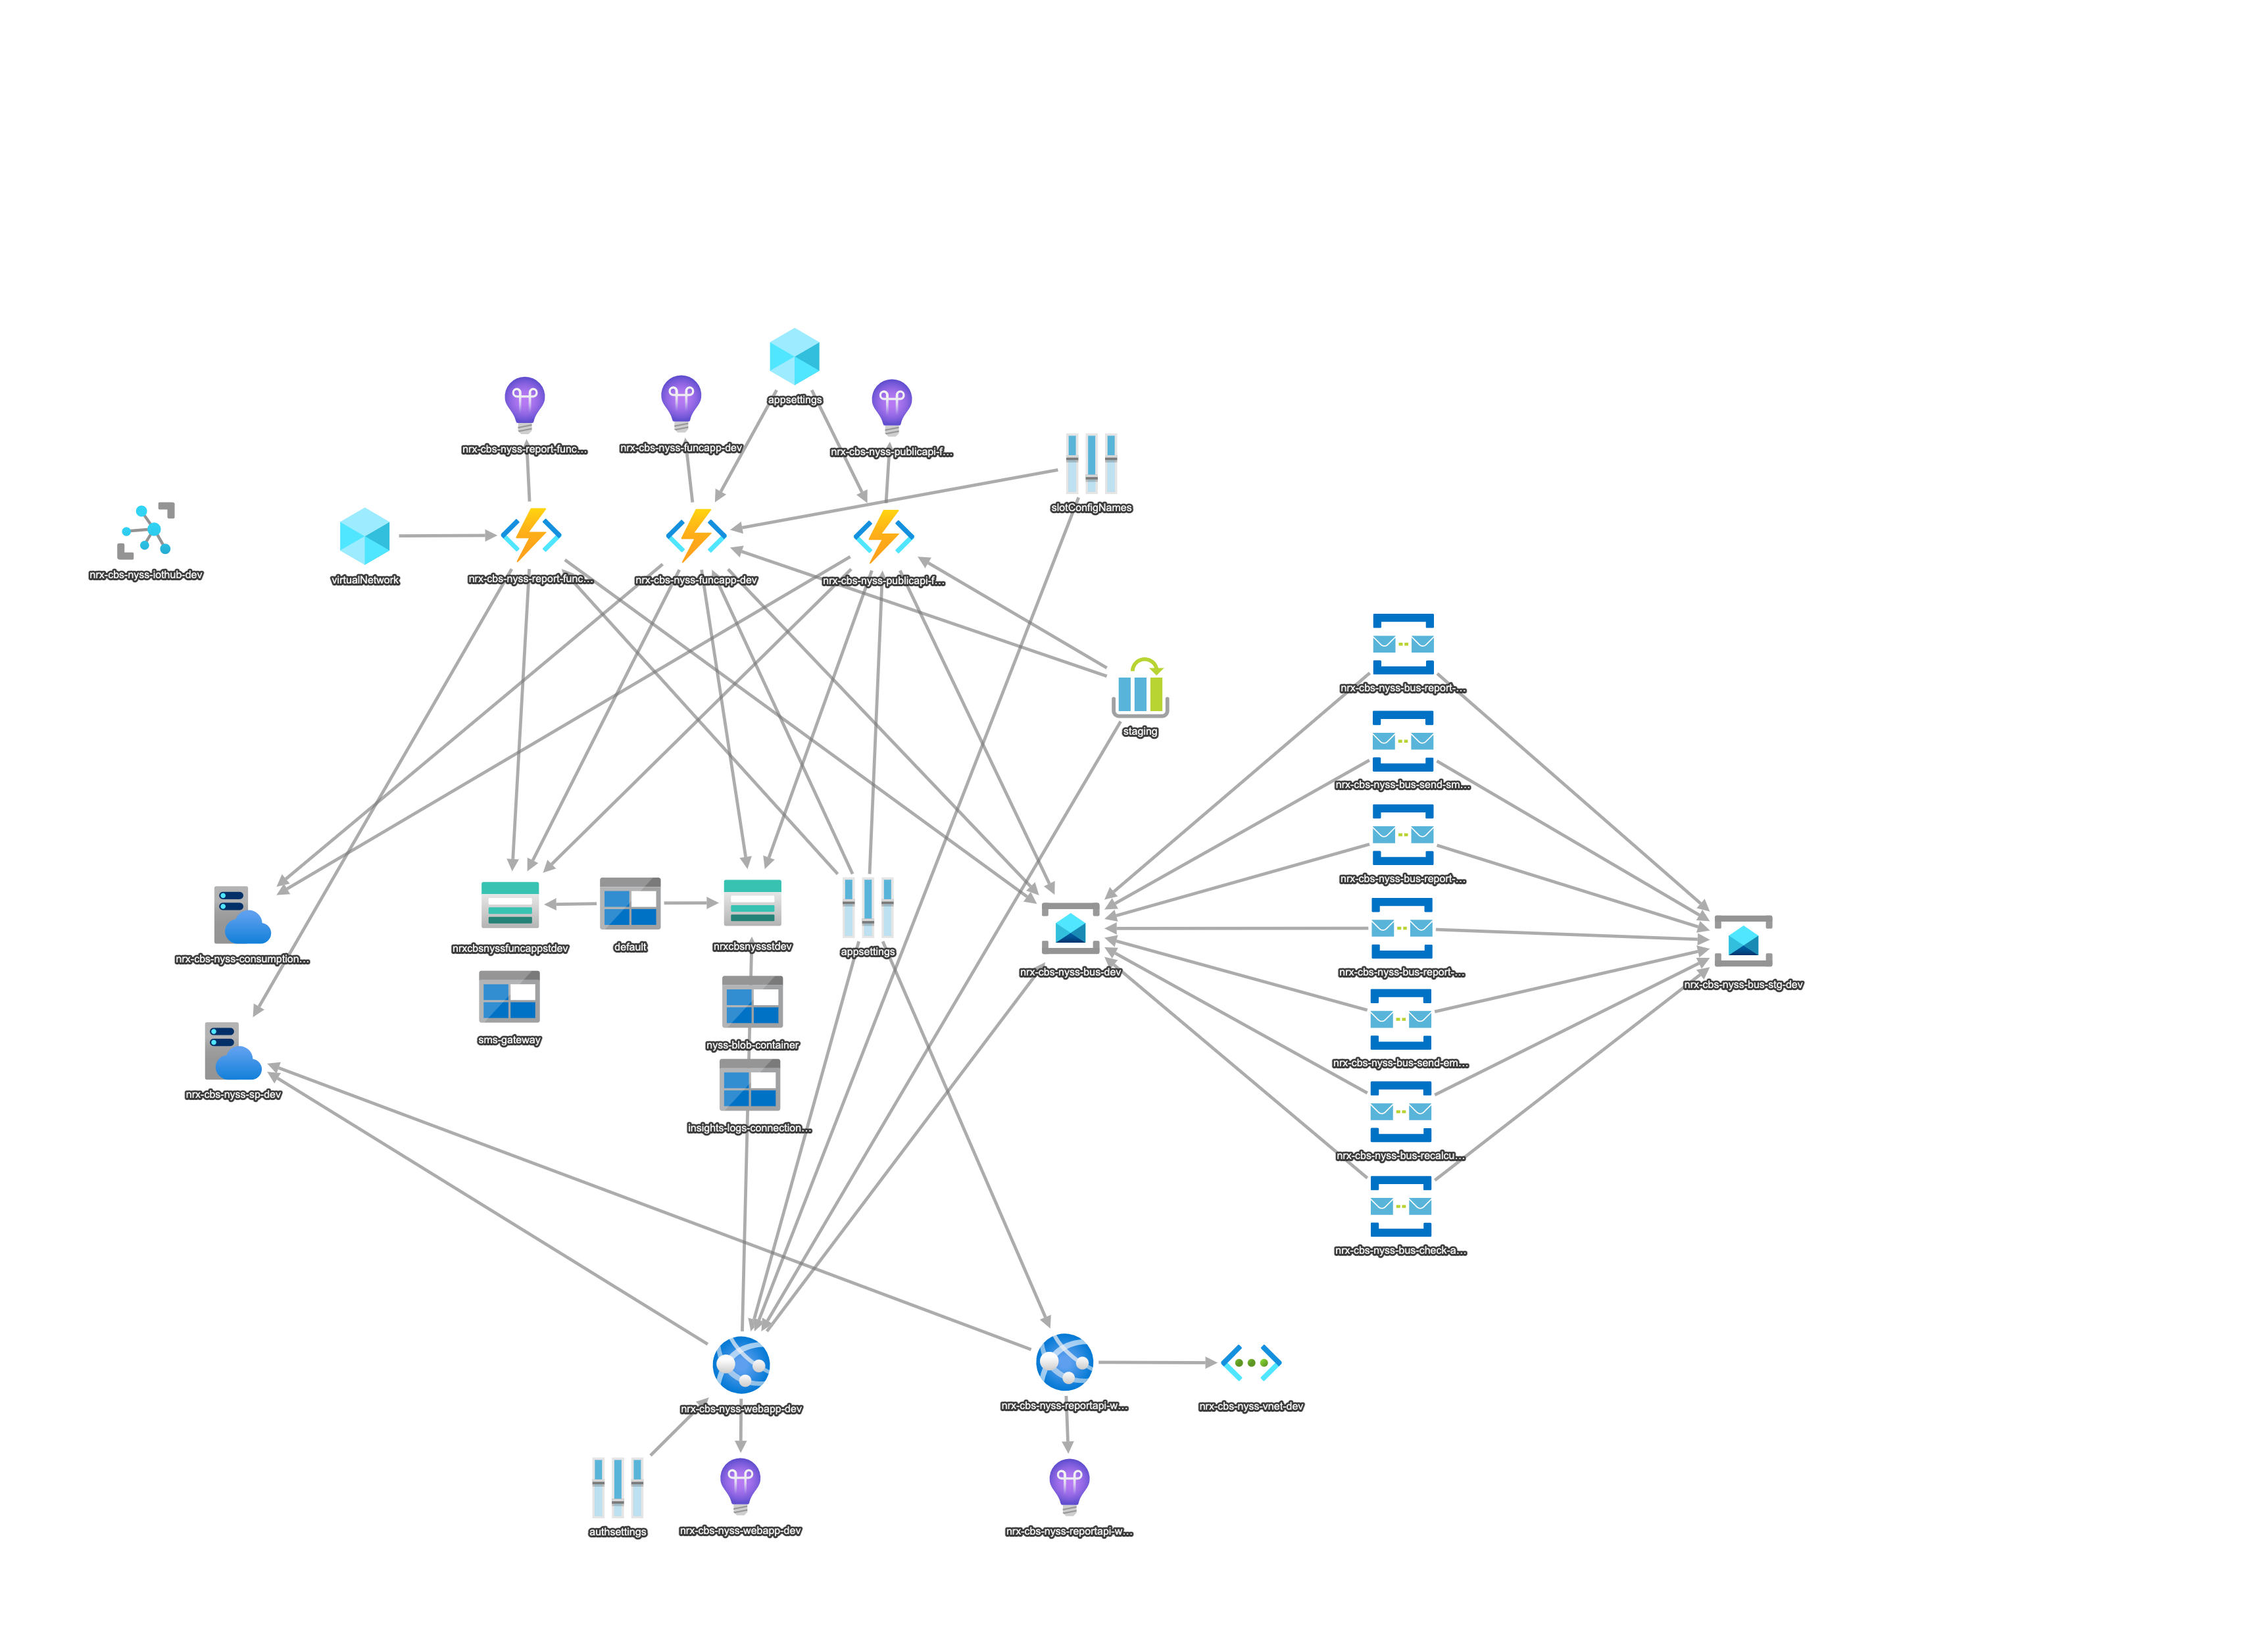 appsettings
nrx-cbs-nyss-report-func...
nrx-cbs-nyss-funcapp-dev
nrx-cbs-nyss-publicapi-f...
slotConfigNames
nrx-cbs-nyss-iothub-dev
virtualNetwork
nrx-cbs-nyss-report-func...
nrx-cbs-nyss-funcapp-dev
nrx-cbs-nyss-publicapi-f...
nrx-cbs-nyss-bus-report-...
staging
nrx-cbs-nyss-bus-send-sm...
nrx-cbs-nyss-bus-report-...
nrx-cbs-nyss-consumption...
nrxcbsnyssfuncappstdev
default
nrxcbsnyssstdev
appsettings
nrx-cbs-nyss-bus-dev
nrx-cbs-nyss-bus-report-...
nrx-cbs-nyss-bus-stg-dev
sms-gateway
nyss-blob-container
nrx-cbs-nyss-bus-send-em...
nrx-cbs-nyss-sp-dev
insights-logs-connection...
nrx-cbs-nyss-bus-recalcu...
nrx-cbs-nyss-bus-check-a...
nrx-cbs-nyss-webapp-dev
nrx-cbs-nyss-reportapi-w...
nrx-cbs-nyss-vnet-dev
authsettings
nrx-cbs-nyss-webapp-dev
nrx-cbs-nyss-reportapi-w...